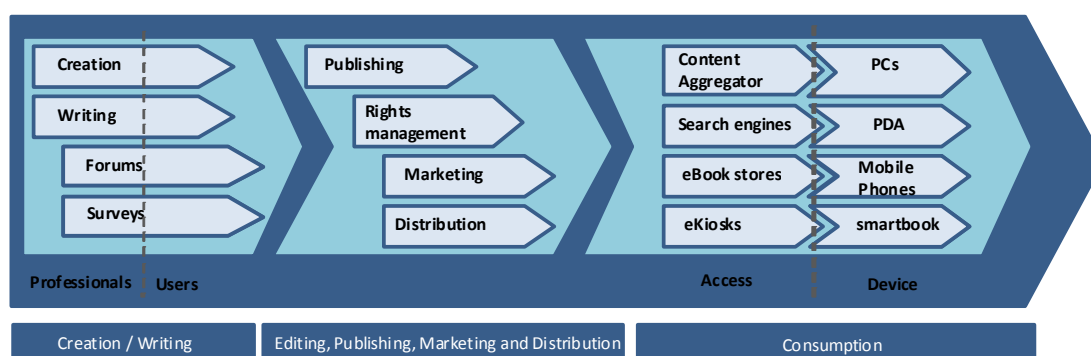 Creation
Writing
Forums
Surveys
Professionals
Users
Publishing
Rights
management
Marketing
Distribution
Content
Aggregator
Search engines
eBook stores
eKiosks
Access
PCs
PDA
Mobile
Phones
smartbook
Device
Creation / Writing
Editing, Publishing, Marketing and Distribution
Consumption